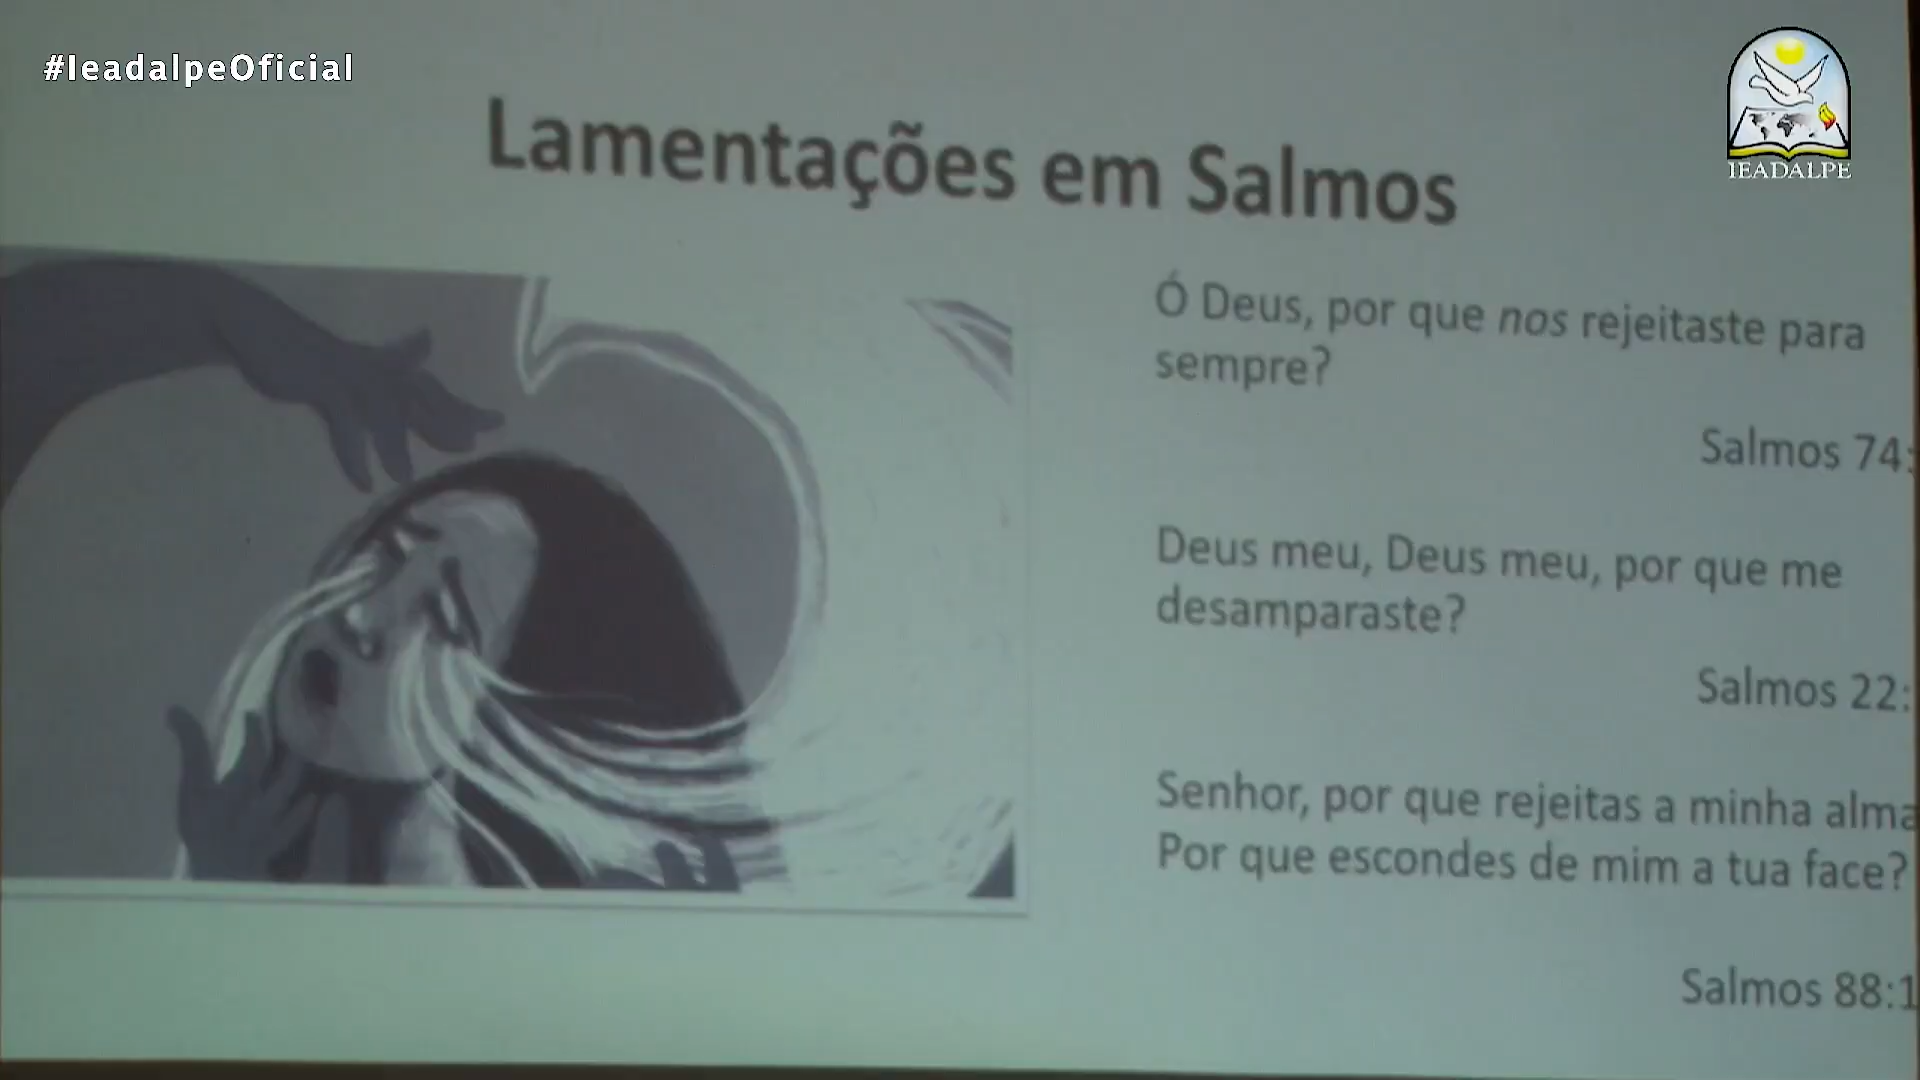 #IeadalpeOficial
IEADALPE
Lamentações em Salmos
Ó Deus, por que nos rejeitaste para
sempre?
Salmos 74:
Deus meu, Deus meu, por que me
desamparaste?
Salmos 22:
Senhor, por que rejeitas a minha alma
Por que escondes de mim a tua face?
Salmos 88:1